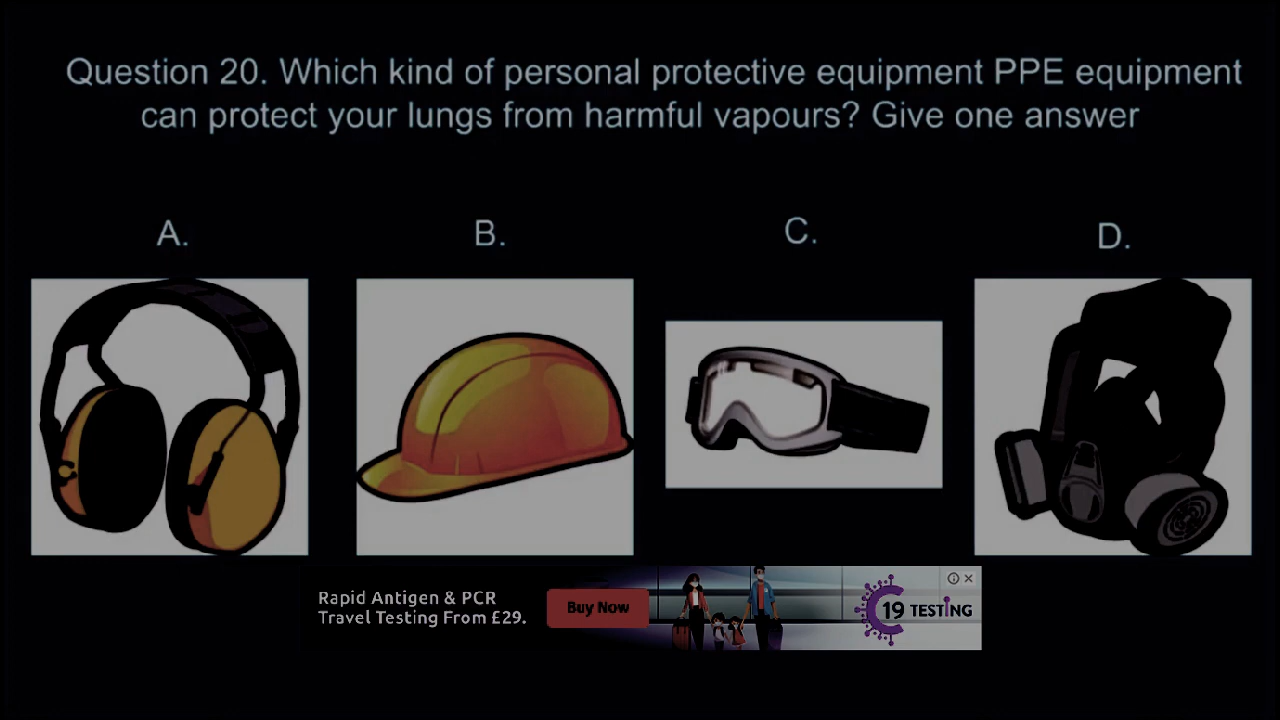 Question 20. Which kind of personal protective equipment PPE equipment
can protect your lungs from harmful vapours? Give one answer
A.
B.
C.
D.
Rapid Antigen & PCR
Travel Testing From £29.
Buy Now
19 TESTING